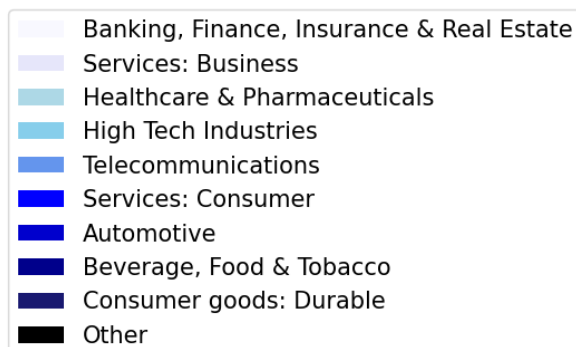 Banking, Finance, Insurance & Real Estate
Services: Business
Healthcare & Pharmaceuticals
High Tech Industries
Telecommunications
Services: Consumer
Automotive
Beverage, Food & Tobacco
Consumer goods: Durable
Other